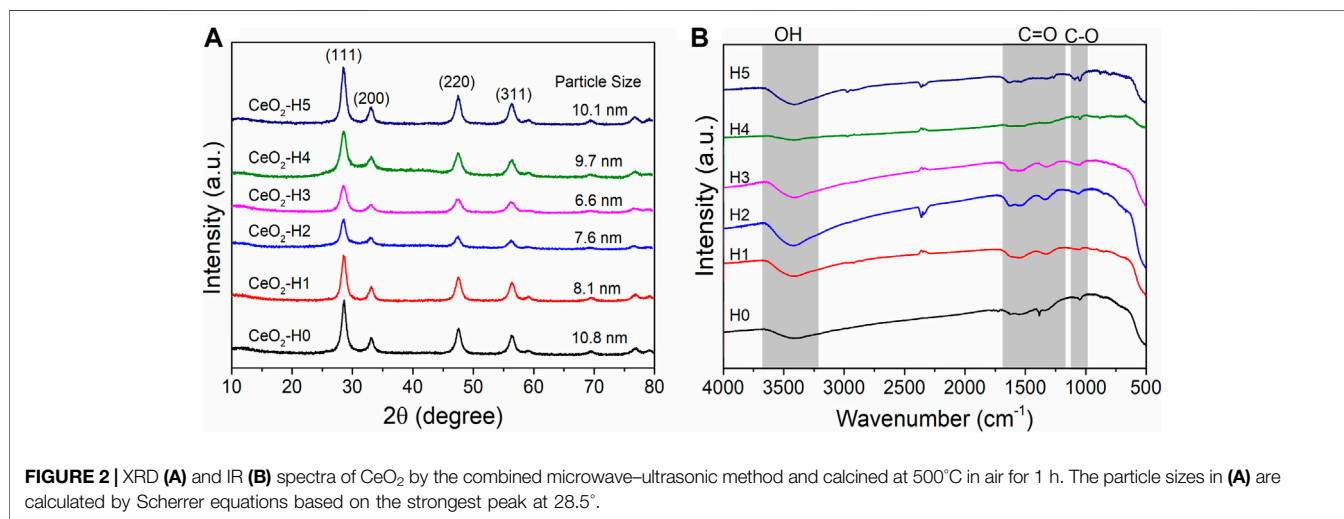 A
Intensity (a.u.)
(111)
(200)
(220)
(311)
Particle Size
CeO₂-H5
10.1 nm
CeO₂-H4
9.7 nm
CeO₂-H3
6.6 nm
CeO₂-H2
7.6 nm
CeO₂-H1
8.1 nm
CeO₂-H0
10.8 nm
10 20 30 40 50 60 70 80
2θ (degree)
B
Intensity (a.u.)
OH
C=O
C-O
H5
H4
H3
H2
H1
H0
4000 3500 3000 2500 2000 1500 1000 500
Wavenumber (cm⁻¹)
FIGURE 2 | XRD (A) and IR (B) spectra of CeO₂ by the combined microwave–ultrasonic method and calcined at 500°C in air for 1 h. The particle sizes in (A) are
calculated by Scherrer equations based on the strongest peak at 28.5°.